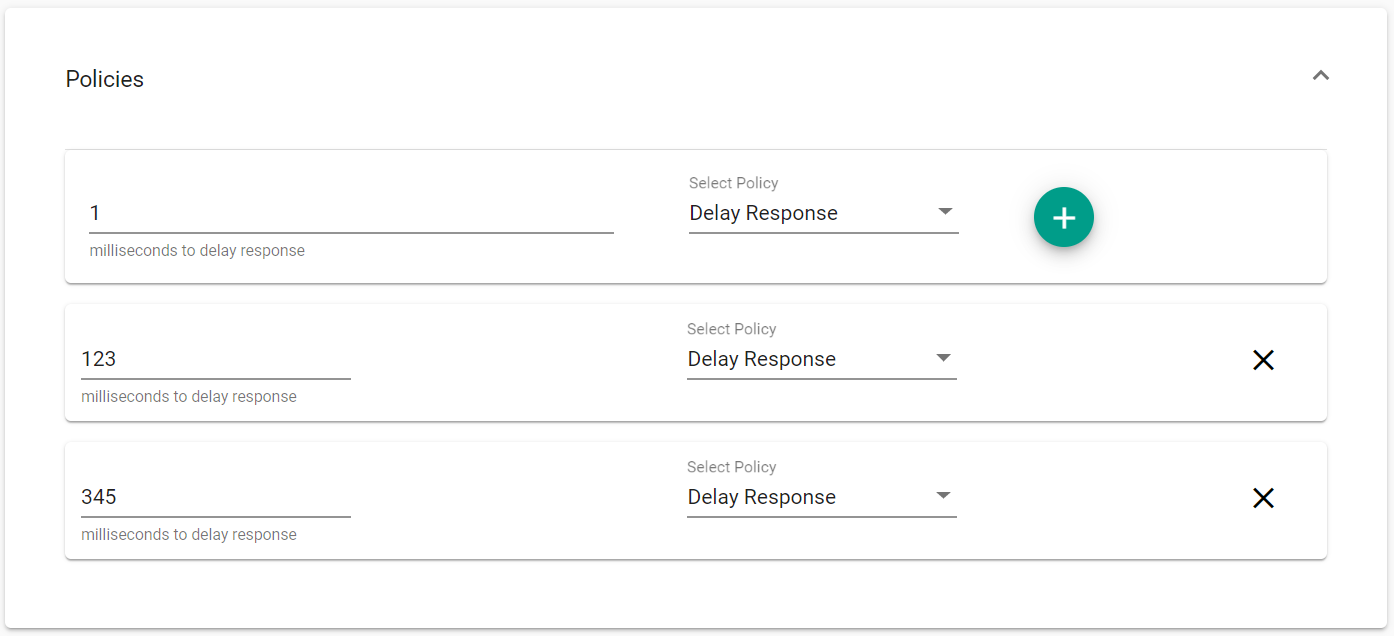 Policies
Select Policy
1
Delay Response
milliseconds to delay response
Select Policy
123
Delay Response
milliseconds to delay response
Select Policy
345
Delay Response
milliseconds to delay response